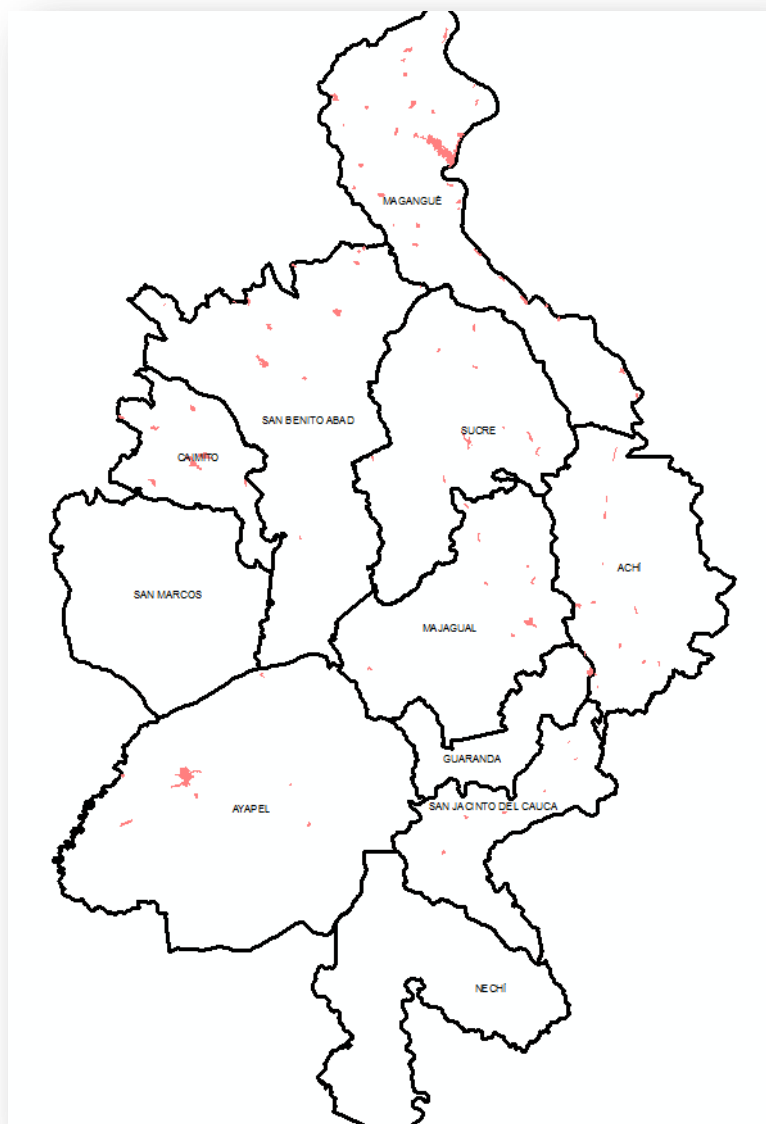 MAGANGUÉ
SAN BENITO ABAD
SUCRE
CAIMITO
ACHÍ
SAN MARCOS
MAJAGUAL
GUARANDA
SAN JACINTO DEL CAUCA
AYAPEL
NECHÍ